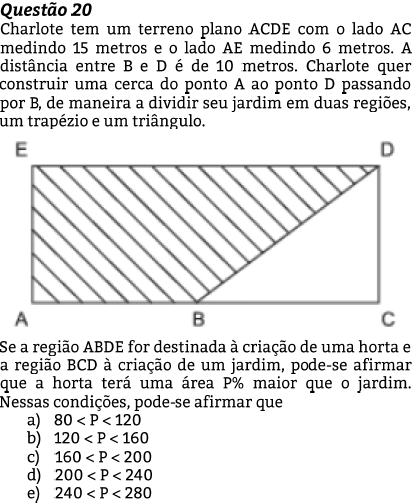 Questão 20
Charlote tem um terreno plano ACDE com o lado AC
medindo 15 metros e o lado AE medindo 6 metros. A
distância entre B e D é de 10 metros. Charlote quer
construir uma cerca do ponto A ao ponto D passando
por B, de maneira a dividir seu jardim em duas regiões,
um trapézio e um triângulo.
E D
A B C
Se a região ABDE for destinada à criação de uma horta e
a região BCD à criação de um jardim, pode-se afirmar
que a horta terá uma área P% maior que o jardim.
Nessas condições, pode-se afirmar que
a) 80 < P < 120
b) 120 < P < 160
c) 160 < P < 200
d) 200 < P < 240
e) 240 < P < 280